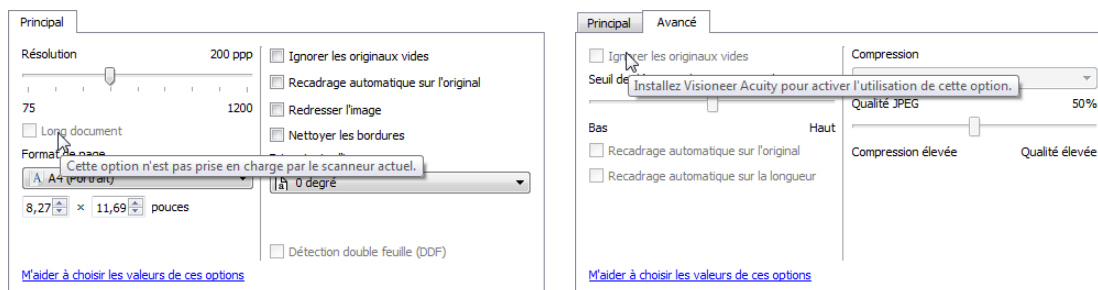 Principal
Résolution 200 ppp
75 1200
Long document
Format de page
Cette option n'est pas prise en charge par le scanneur actuel.
A A4 (Portrait)
8,27 × 11,69 pouces
M'aider à choisir les valeurs de ces options
Ignorer les originaux vides
Recadrage automatique sur l'original
Redresser l'image
Nettoyer les bordures
a 0 degré
Détection double feuille (DDF)
Principal Avancé
Ignorer les originaux vides
Seuil de
Installez Visioneer Acuity pour activer l'utilisation de cette option.
Bas Haut
Recadrage automatique sur l'original
Recadrage automatique sur la longueur
M'aider à choisir les valeurs de ces options
Compression
Qualité JPEG 50%
Compression élevée Qualité élevée